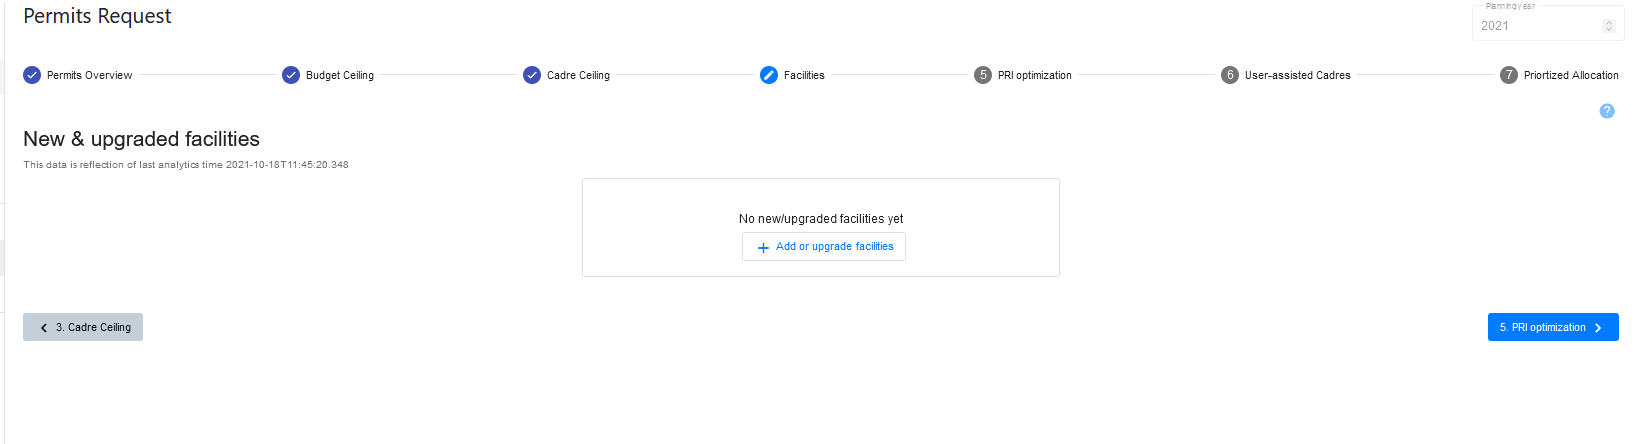 Permits Request
Planning year
2021
Permits Overview
Budget Ceiling
Cadre Ceiling
Facilities
5 PRI optimization
6 User-assisted Cadres
7 Priortized Allocation
?
New & upgraded facilities
This data is reflection of last analytics time 2021-10-18T11:45:20.348
No new/upgraded facilities yet
+ Add or upgrade facilities
3. Cadre Ceiling
5. PRI optimization